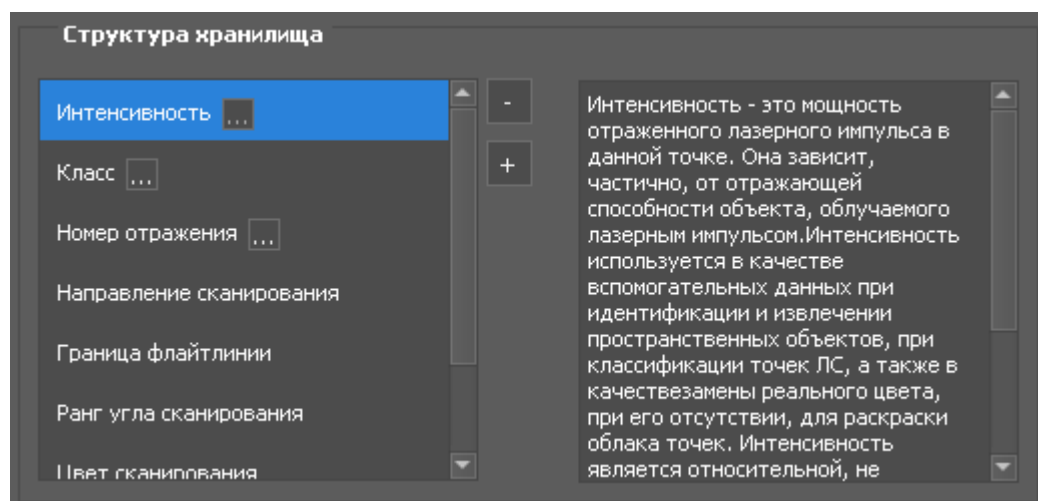 Структура хранилища
Интенсивность ...
Класс ...
Номер отражения ...
Направление сканирования
Граница флайтлинии
Ранг угла сканирования
Цвет сканирования
-
+
Интенсивность - это мощность
отраженного лазерного импульса в
данной точке. Она зависит,
частично, от отражающей
способности объекта, облучаемого
лазерным импульсом.Интенсивность
используется в качестве
вспомогательных данных при
идентификации и извлечении
пространственных объектов, при
классификации точек ЛС, а также в
качествезамены реального цвета,
при его отсутствии, для раскраски
облака точек. Интенсивность
является относительной, не